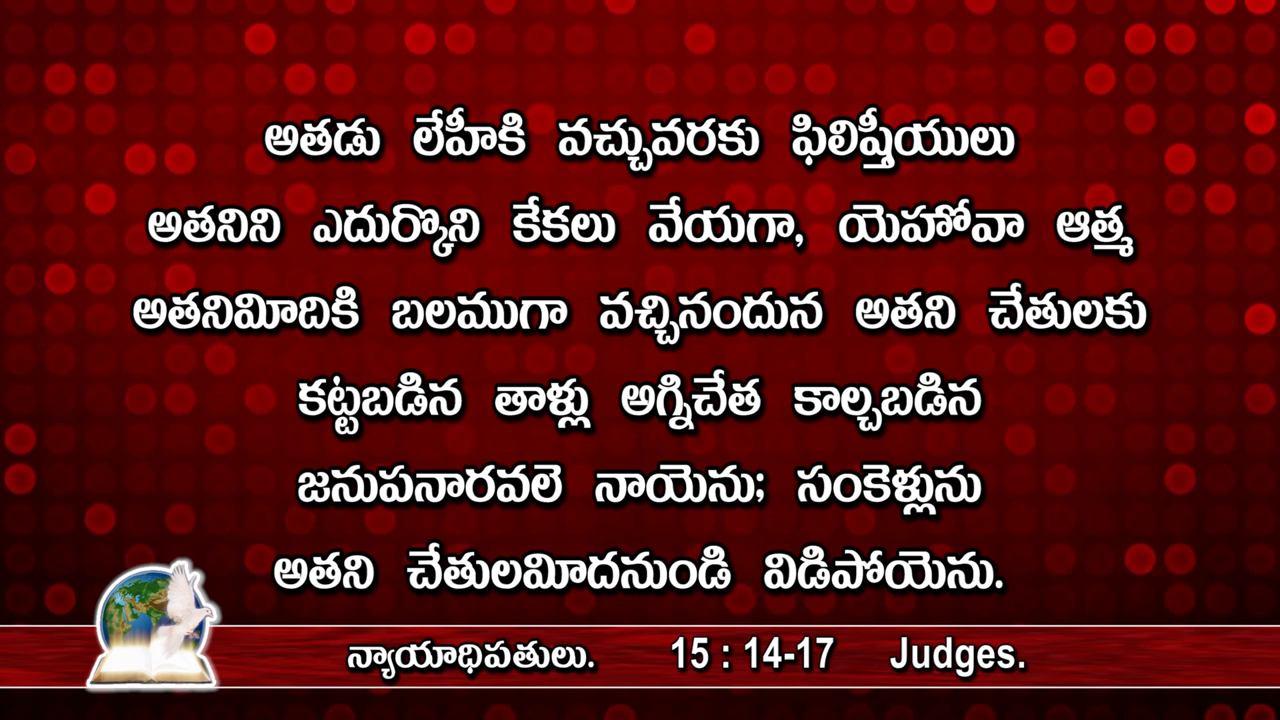 అతడు లేహీకి వచ్చువరకు ఫిలిష్తీయులు
అతనిని ఎదుర్కొని కేకలు వేయగా, యెహోవా ఆత్మ
అతనిమీదికి బలముగా వచ్చినందున అతని చేతులకు
కట్టబడిన తాళ్లు అగ్నిచేత కాల్చబడిన
జనుపనారవలె నాయెను; సంకెళ్లును
అతని చేతులమీదనుండి విడిపోయెను.
న్యాయాధిపతులు. 15 : 14-17 Judges.